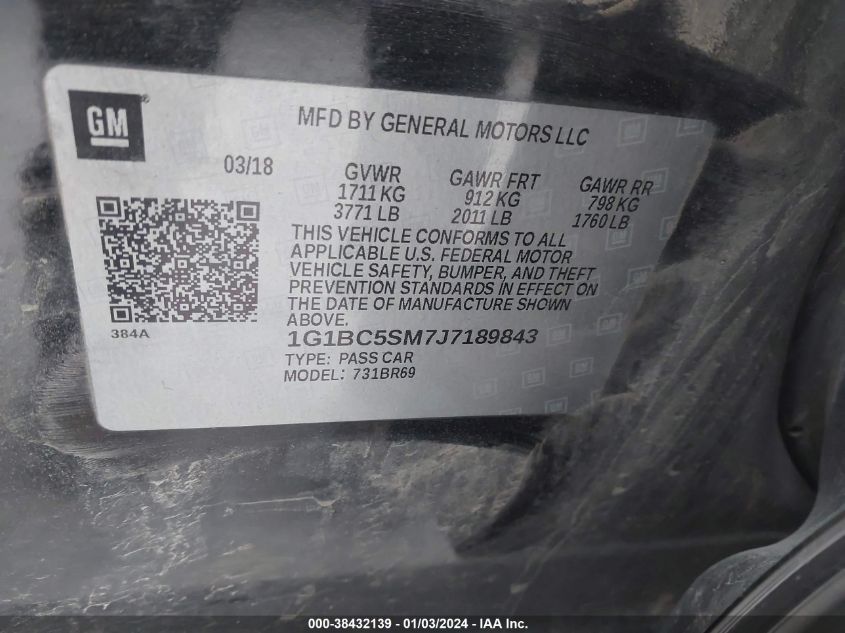 GM
MFD BY GENERAL MOTORS LLC
03/18
GVWR
1711 KG
3771 LB
GAWR FRT
912 KG
2011 LB
GAWR RR
798 KG
1760 LB
THIS VEHICLE CONFORMS TO ALL
APPLICABLE U.S. FEDERAL MOTOR
VEHICLE SAFETY, BUMPER, AND THEFT
PREVENTION STANDARDS IN EFFECT ON
THE DATE OF MANUFACTURE SHOWN
ABOVE.
384A
1G1BC5SM7J7189843
TYPE: PASS CAR
MODEL: 731BR69
000-38432139 - 01/03/2024 - IAA Inc.